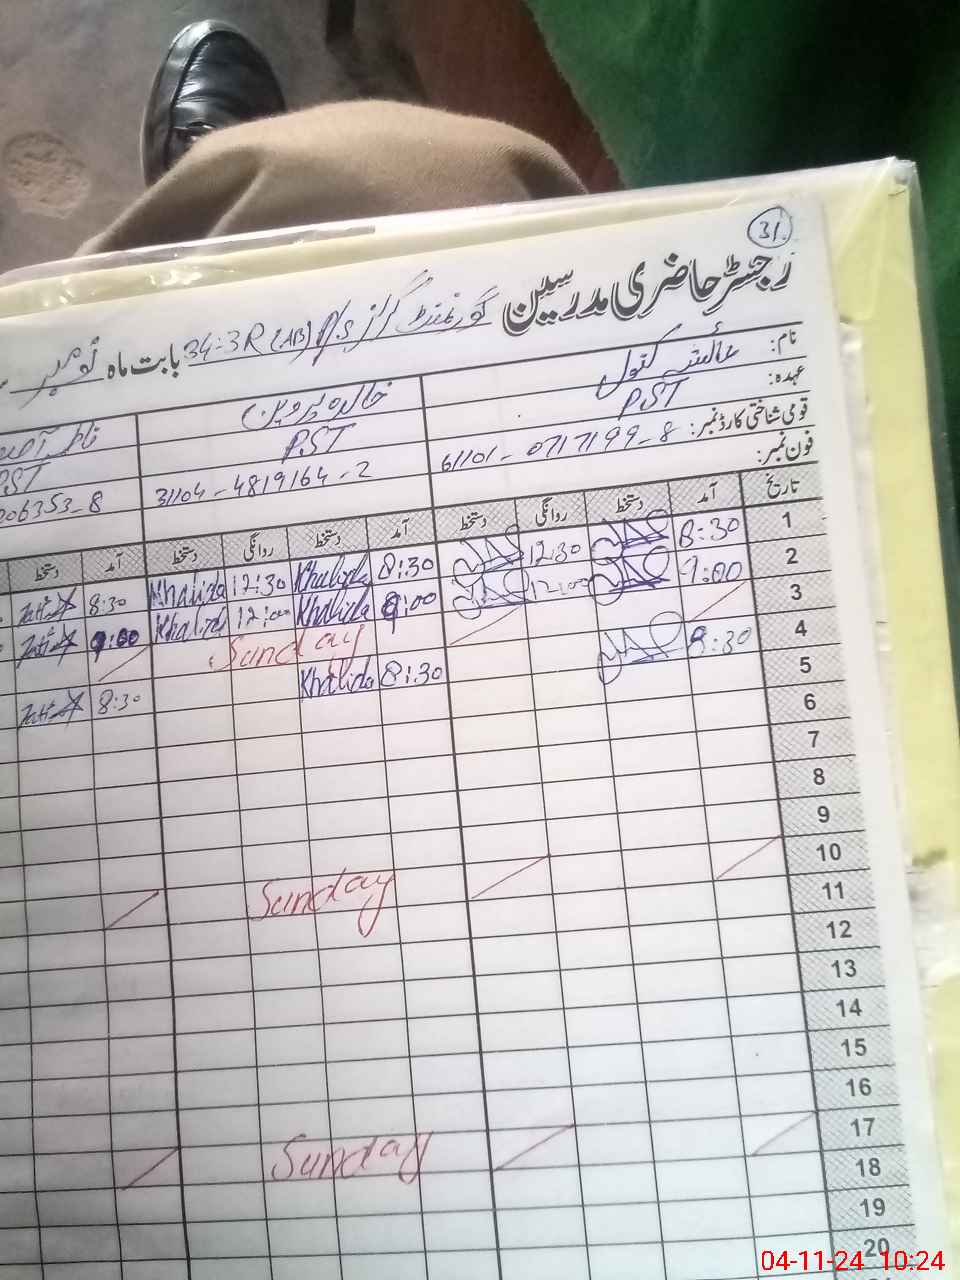 31.
رجسٹر حاضری مدرسین گورنمنٹ گرلز P/S 34-3R (AB) بابت ماہ نومبر
نام: عائشہ کنول خالدہ پروین
عہدہ: PST PST PST
قومی شناختی کارڈ نمبر: 61101-0717199-8 31104-4819164-2 206353-8
فون نمبر:
تاریخ آمد دستخط روانگی دستخط آمد دستخط روانگی دستخط آمد دستخط
1 8:30 12:30 8:30 Khalida 12:30 Khalida 8:30
2 9:00 12:00 9:00 Khalida 12:00 Khalida 9:00
3 Sunday
4 8:30 8:30 Khalida 8:30
5
6
7
8
9
10 Sunday
11
12
13
14
15
16
17 Sunday
18
19
20
04-11-24 10:24